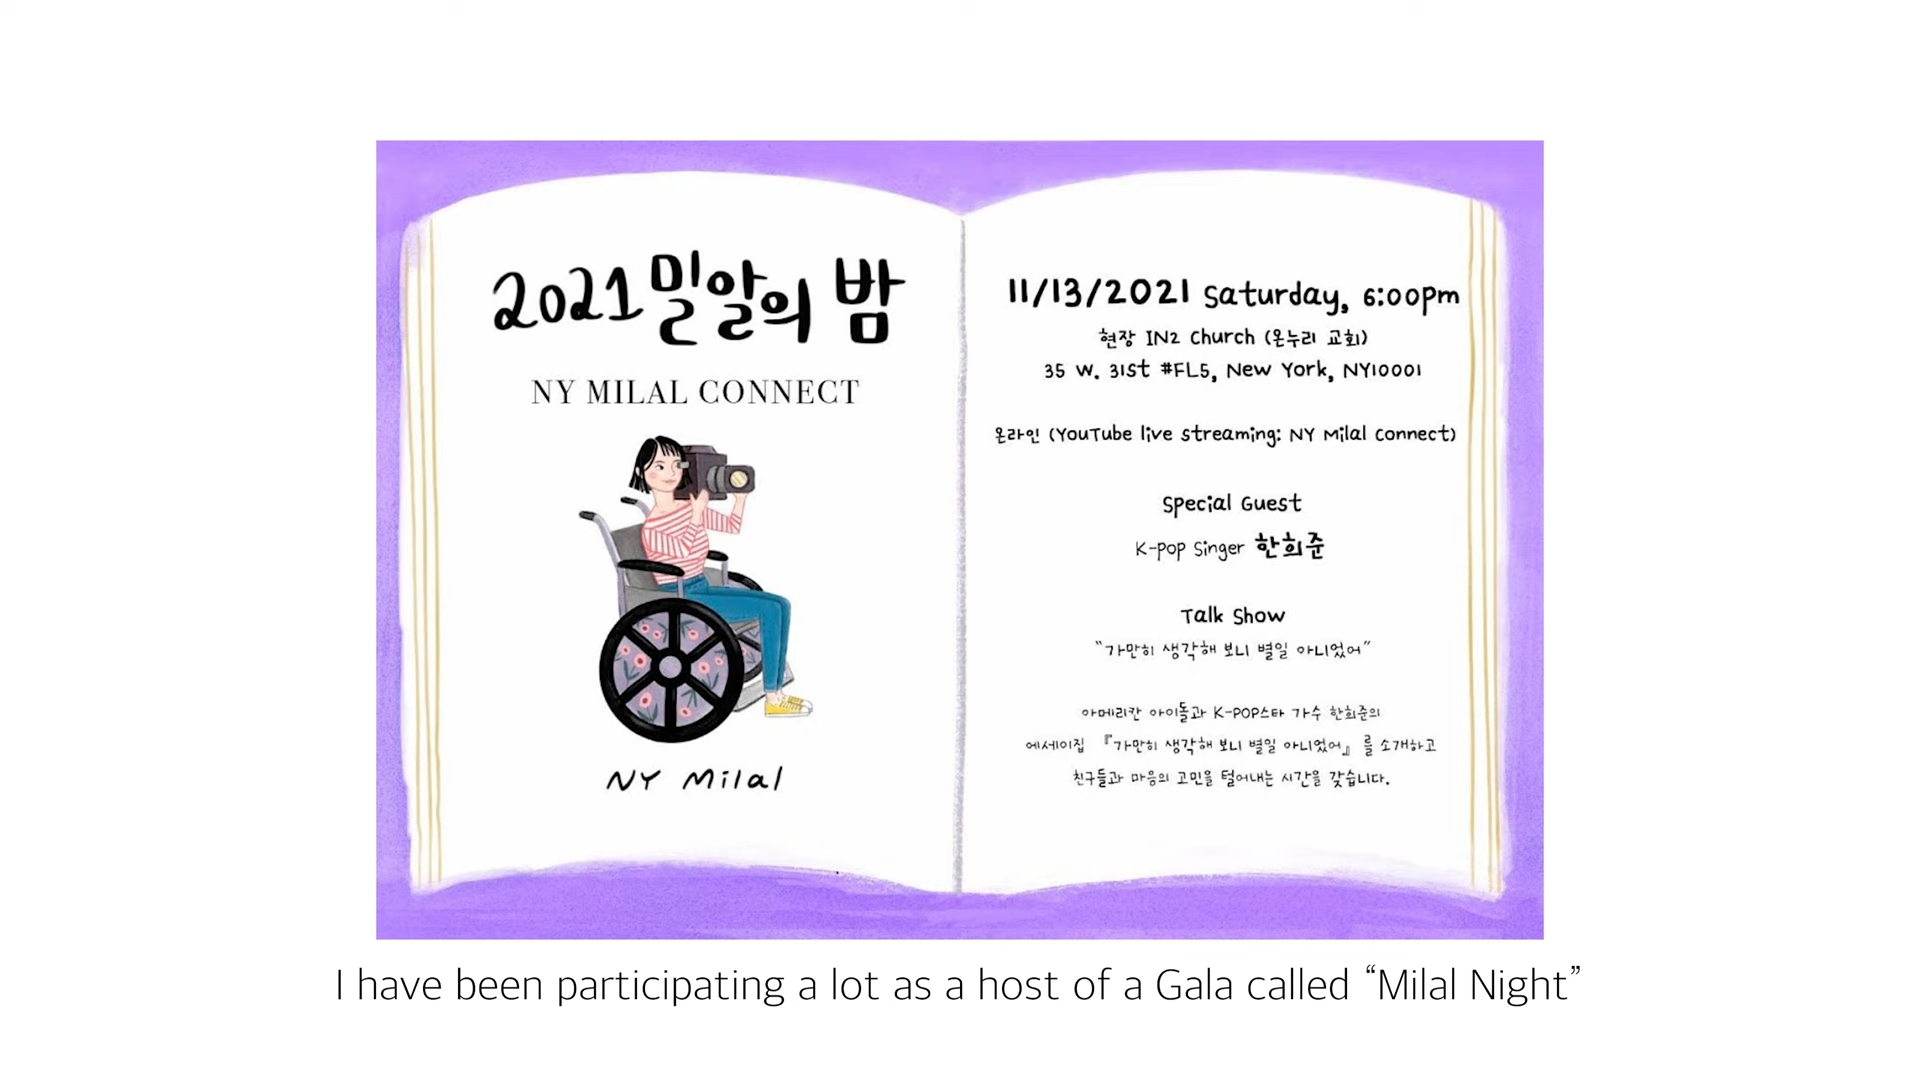 2021 밀알의 밤
NY MILAL CONNECT
NY Milal
11/13/2021 Saturday, 6:00pm
현장 IN2 Church (온누리 교회)
35 W. 31st #FL5, New York, NY10001
온라인 (YouTube live streaming: NY Milal Connect)
Special Guest
K-pop Singer 한희준
Talk Show
"가만히 생각해 보니 별일 아니었어"
아메리칸 아이돌과 K-POP스타 가수 한희준의
에세이집 『가만히 생각해 보니 별일 아니었어』 를 소개하고
친구들과 마음의 고민을 털어내는 시간을 갖습니다.
I have been participating a lot as a host of a Gala called “Milal Night”